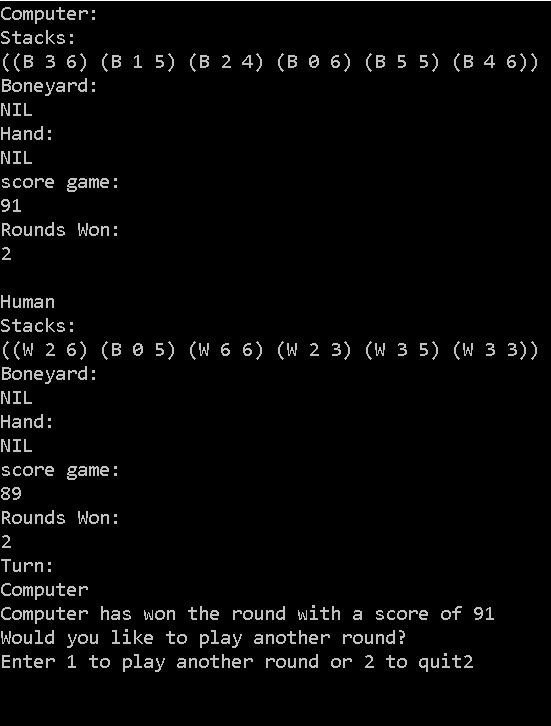 Computer:
Stacks:
((B 3 6) (B 1 5) (B 2 4) (B 0 6) (B 5 5) (B 4 6))
Boneyard:
NIL
Hand:
NIL
score game:
91
Rounds Won:
2
Human
Stacks:
((W 2 6) (B 0 5) (W 6 6) (W 2 3) (W 3 5) (W 3 3))
Boneyard:
NIL
Hand:
NIL
score game:
89
Rounds Won:
2
Turn:
Computer
Computer has won the round with a score of 91
Would you like to play another round?
Enter 1 to play another round or 2 to quit2